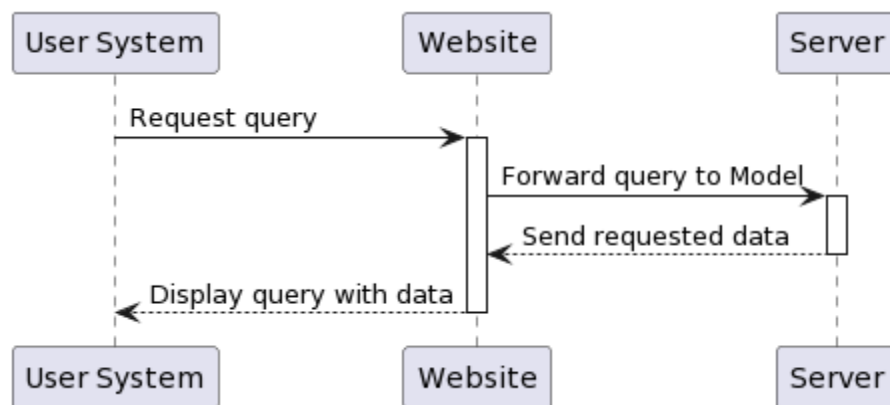 User System
Website
Server
Request query
Forward query to Model
Send requested data
Display query with data
User System
Website
Server